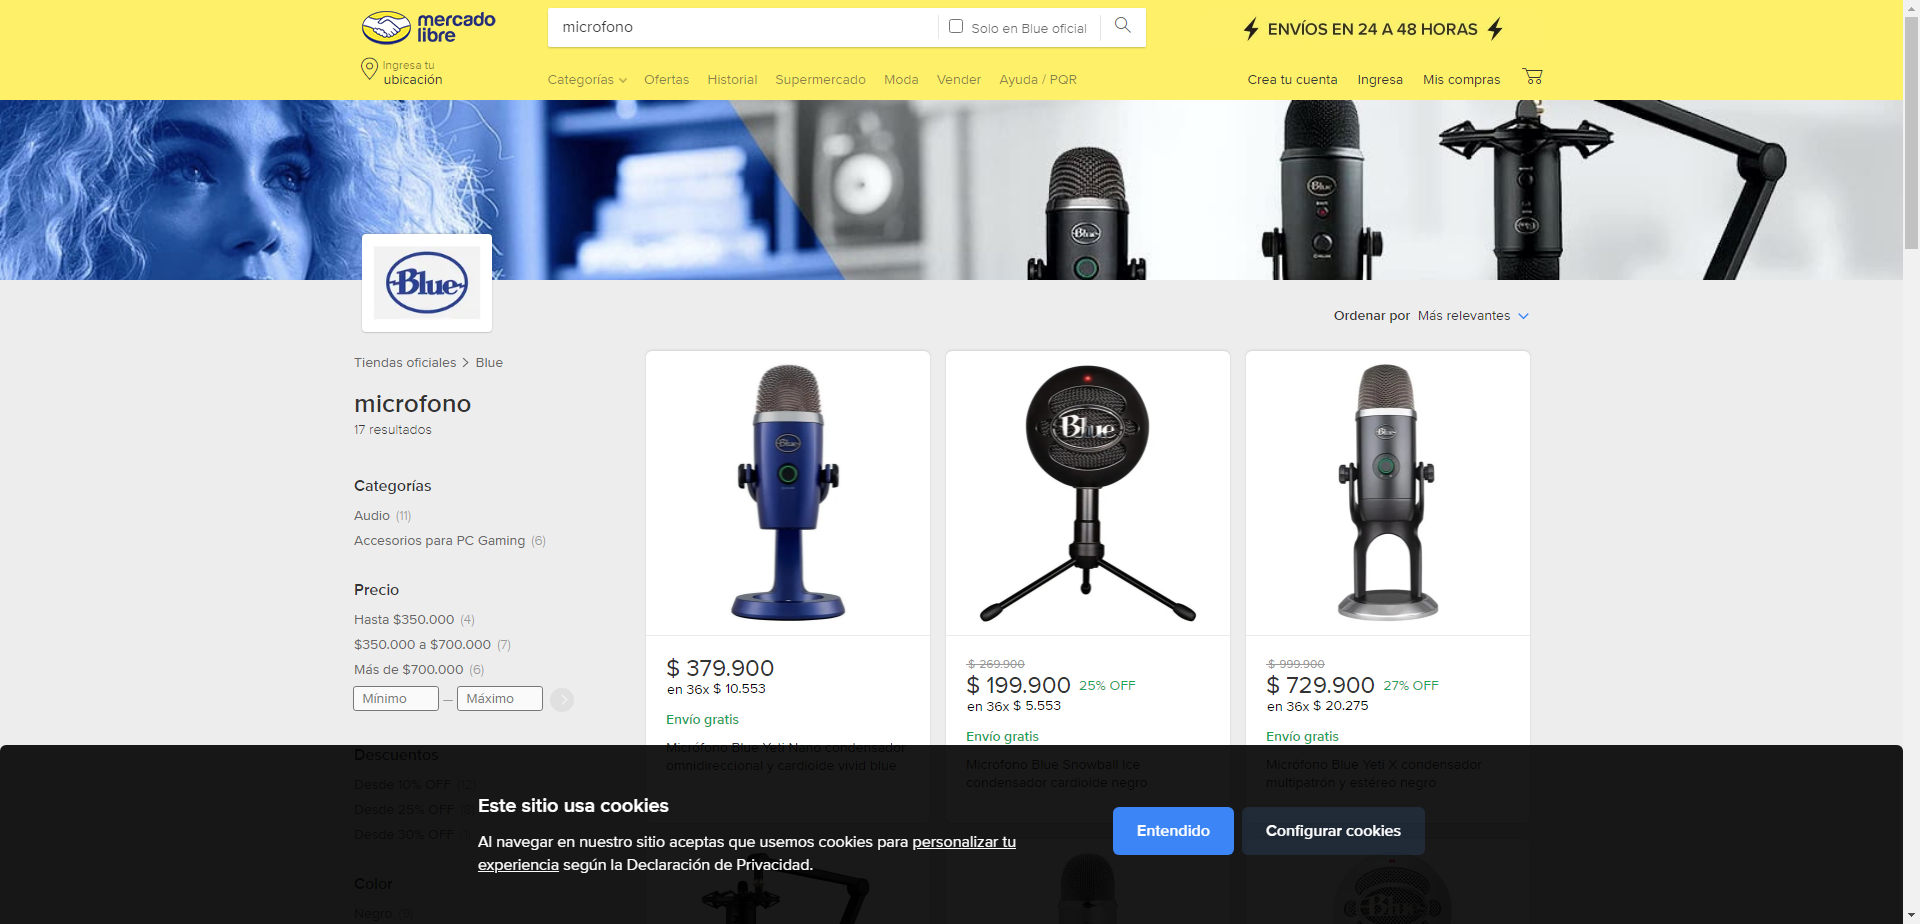 mercado
libre
microfono
Solo en Blue oficial
ENVÍOS EN 24 A 48 HORAS
Ingresa tu
ubicación
Categorías
Ofertas
Historial
Supermercado
Moda
Vender
Ayuda / PQR
Crea tu cuenta
Ingresa
Mis compras
Blue
Blue
Blue
Blue
Ordenar por Más relevantes
Tiendas oficiales > Blue
microfono
17 resultados
Categorías
Audio (11)
Accesorios para PC Gaming (6)
Precio
Hasta $350.000 (4)
$350.000 a $700.000 (7)
Más de $700.000 (6)
Mínimo – Máximo
Descuentos
Desde 10% OFF (12)
Desde 25% OFF
Desde 30% OFF
Color
Negro
Blue
$ 379.900
en 36x $ 10.553
Envío gratis
Micrófono Blue Yeti Nano condensador
omnidireccional y cardioide vivid blue
Blue
$ 269.900
$ 199.900 25% OFF
en 36x $ 5.553
Envío gratis
Micrófono Blue Snowball Ice
condensador cardioide negro
Blue
$ 999.900
$ 729.900 27% OFF
en 36x $ 20.275
Envío gratis
Micrófono Blue Yeti X condensador
multipatrón y estéreo negro
Este sitio usa cookies
Al navegar en nuestro sitio aceptas que usemos cookies para personalizar tu
experiencia según la Declaración de Privacidad.
Entendido
Configurar cookies